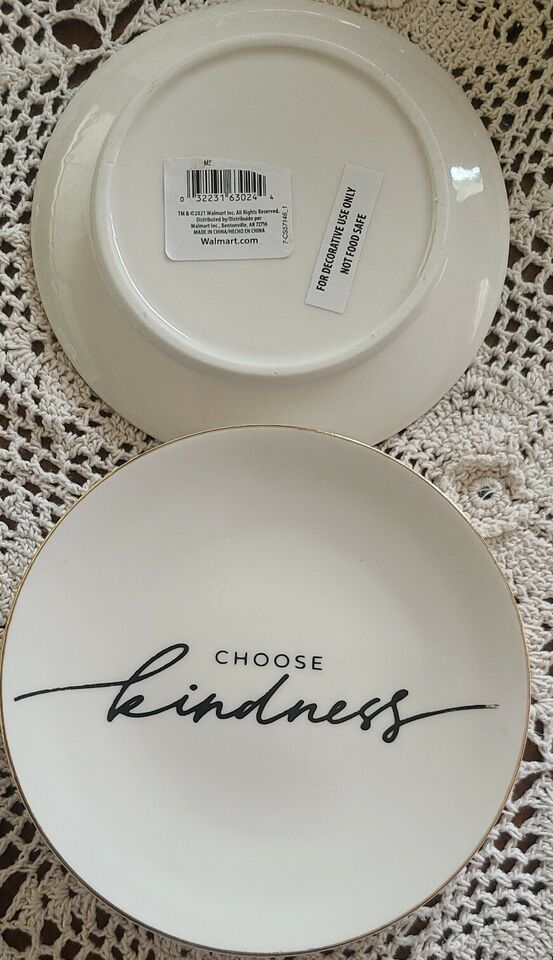 M5
0 32231 63024 4
TM & ©2021 Walmart Inc. All Rights Reserved.
Distributed by/Distribuido por
Walmart Inc., Bentonville, AR 72716
MADE IN CHINA/HECHO EN CHINA
Walmart.com
7-CS37146_1
FOR DECORATIVE USE ONLY
NOT FOOD SAFE
CHOOSE
kindness